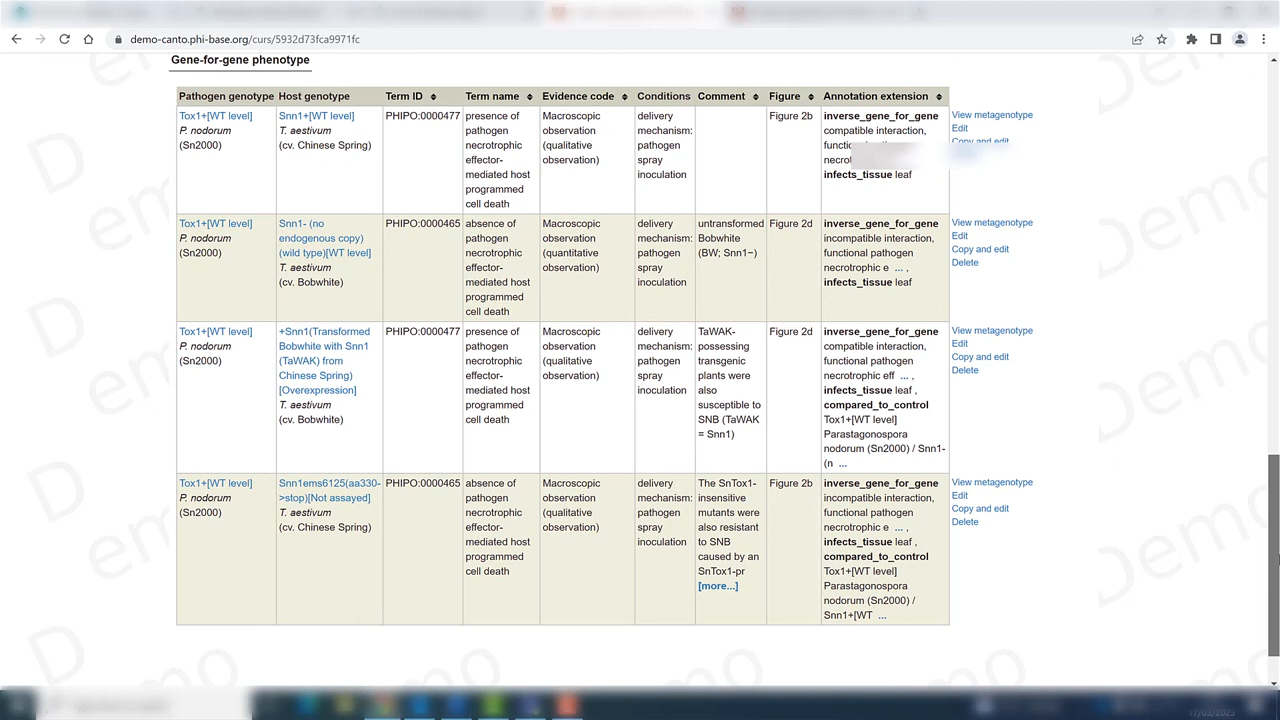 demo-canto.phi-base.org/curs/5932d73fca9971fc
Gene-for-gene phenotype
Pathogen genotype Host genotype Term ID Term name Evidence code Conditions Comment Figure Annotation extension
Tox1+[WT level]
P. nodorum
(Sn2000)
Snn1+[WT level]
T. aestivum
(cv. Chinese Spring)
PHIPO:0000477
presence of
pathogen
necrotrophic
effector-
mediated host
programmed
cell death
Macroscopic
observation
(qualitative
observation)
delivery
mechanism:
pathogen
spray
inoculation
Figure 2b
inverse_gene_for_gene
compatible interaction,
infects_tissue leaf
View metagenotype
Edit
Copy and edit
Tox1+[WT level]
P. nodorum
(Sn2000)
Snn1- (no
endogenous copy)
(wild type)[WT level]
T. aestivum
(cv. Bobwhite)
PHIPO:0000465
absence of
pathogen
necrotrophic
effector-
mediated host
programmed
cell death
Macroscopic
observation
(quantitative
observation)
delivery
mechanism:
pathogen
spray
inoculation
untransformed
Bobwhite
(BW; Snn1−)
Figure 2d
inverse_gene_for_gene
incompatible interaction,
functional pathogen
necrotrophic e ... ,
infects_tissue leaf
View metagenotype
Edit
Copy and edit
Delete
Tox1+[WT level]
P. nodorum
(Sn2000)
+Snn1(Transformed
Bobwhite with Snn1
(TaWAK) from
Chinese Spring)
[Overexpression]
T. aestivum
(cv. Bobwhite)
PHIPO:0000477
presence of
pathogen
necrotrophic
effector-
mediated host
programmed
cell death
Macroscopic
observation
(qualitative
observation)
delivery
mechanism:
pathogen
spray
inoculation
TaWAK-
possessing
transgenic
plants were
also
susceptible to
SNB (TaWAK
= Snn1)
Figure 2d
inverse_gene_for_gene
compatible interaction,
functional pathogen
necrotrophic eff ... ,
infects_tissue leaf ,
compared_to_control
Tox1+[WT level]
Parastagonospora
nodorum (Sn2000) / Snn1-
(n ...
View metagenotype
Edit
Copy and edit
Delete
Tox1+[WT level]
P. nodorum
(Sn2000)
Snn1ems6125(aa330-
>stop)[Not assayed]
T. aestivum
(cv. Chinese Spring)
PHIPO:0000465
absence of
pathogen
necrotrophic
effector-
mediated host
programmed
cell death
Macroscopic
observation
(qualitative
observation)
delivery
mechanism:
pathogen
spray
inoculation
The SnTox1-
insensitive
mutants were
also resistant
to SNB
caused by an
SnTox1-pr
[more...]
Figure 2b
inverse_gene_for_gene
incompatible interaction,
functional pathogen
necrotrophic e ... ,
infects_tissue leaf ,
compared_to_control
Tox1+[WT level]
Parastagonospora
nodorum (Sn2000) /
Snn1+[WT ...
View metagenotype
Edit
Copy and edit
Delete
Demo